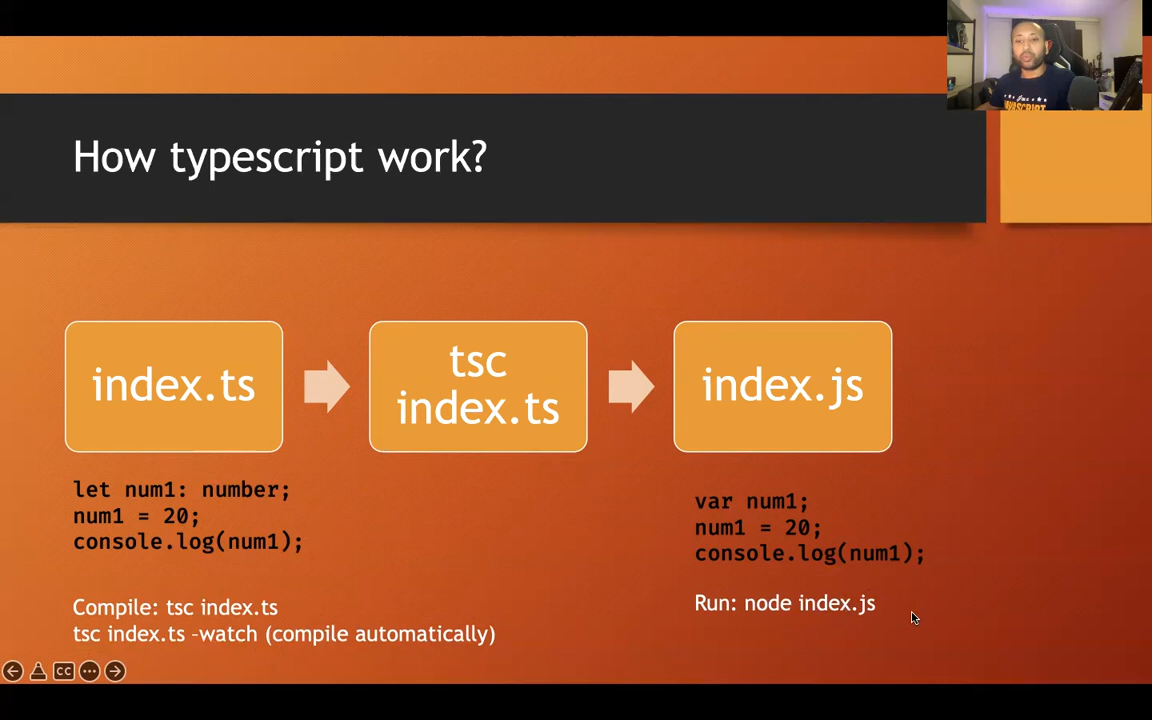 How typescript work?
index.ts
tsc
index.ts
index.js
let num1: number;
num1 = 20;
console.log(num1);
var num1;
num1 = 20;
console.log(num1);
Compile: tsc index.ts
tsc index.ts –watch (compile automatically)
Run: node index.js
CC